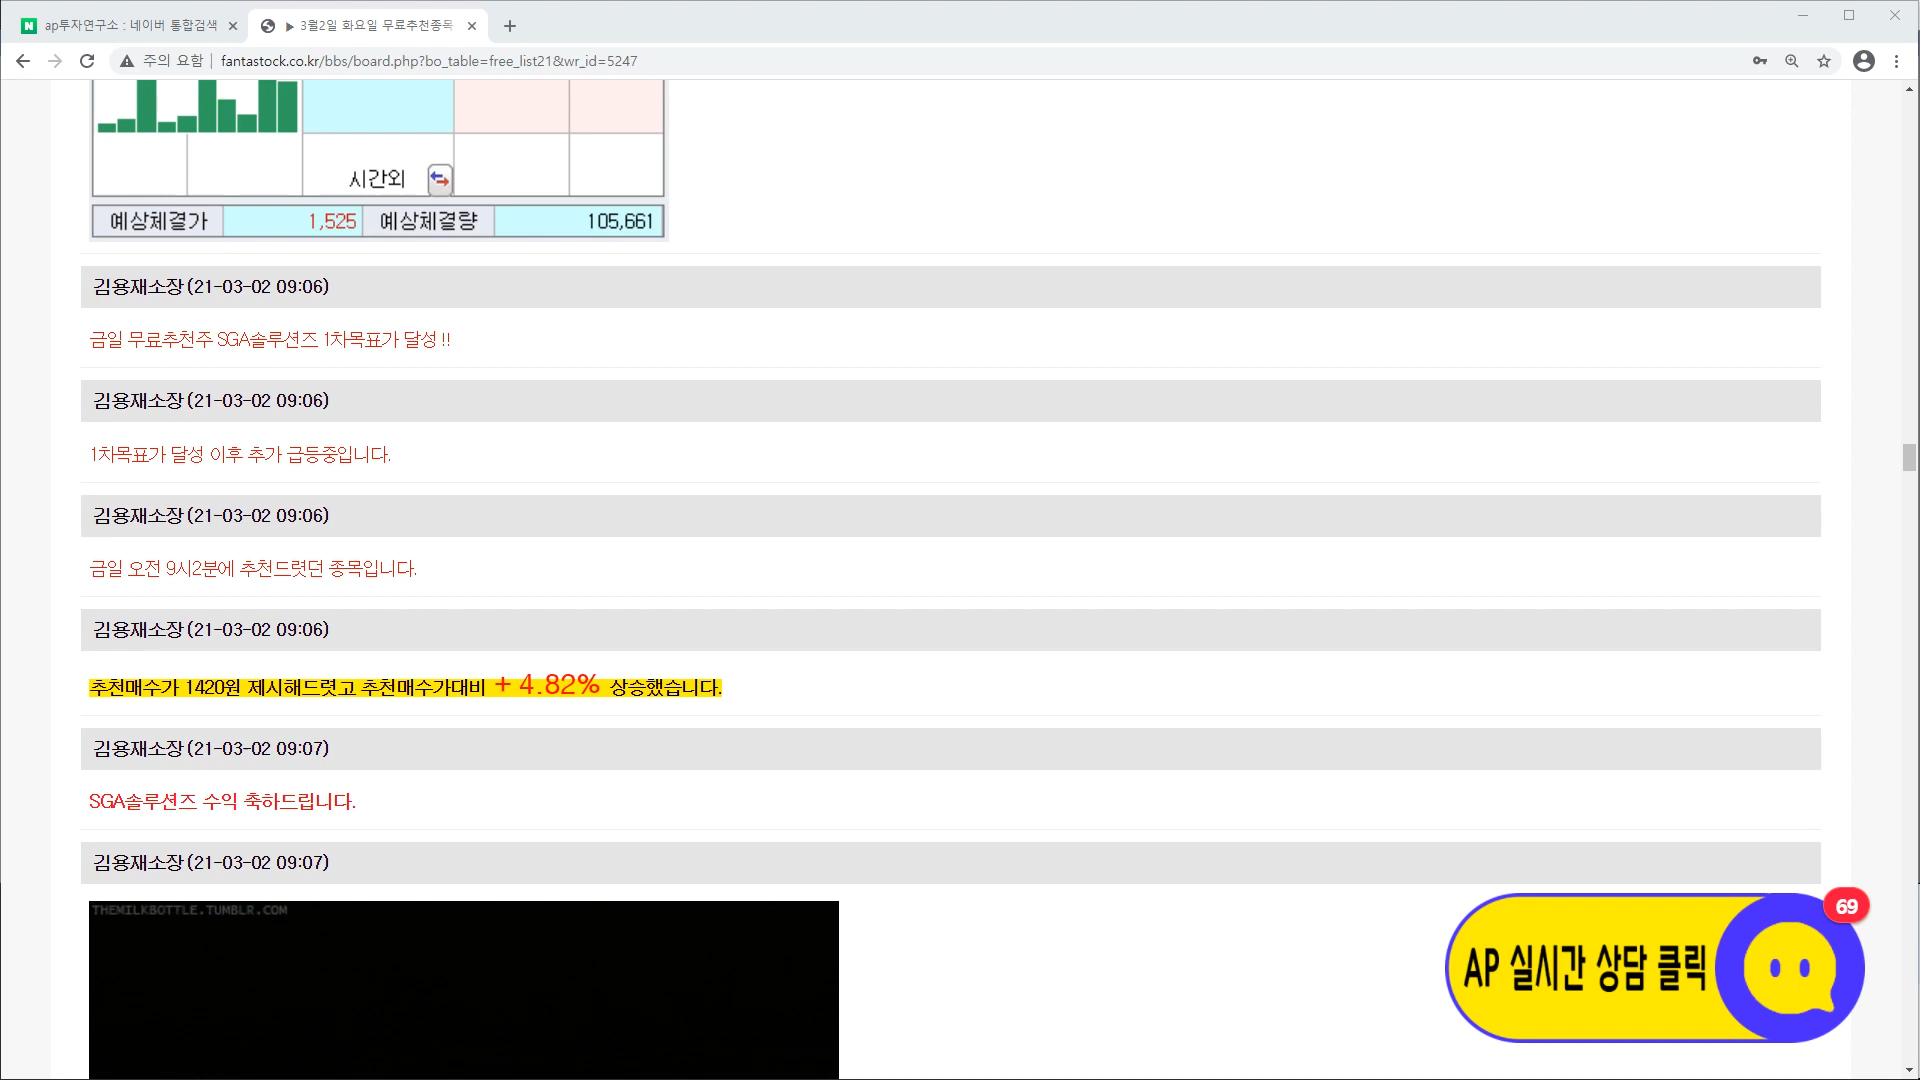 ap투자연구소 : 네이버 통합검색
▶ 3월2일 화요일 무료추천종목
주의 요함 | fantastock.co.kr/bbs/board.php?bo_table=free_list21&wr_id=5247
시간외
예상체결가 1,525 예상체결량 105,661
김용재소장 (21-03-02 09:06)
금일 무료추천주 SGA솔루션즈 1차목표가 달성 !!
김용재소장 (21-03-02 09:06)
1차목표가 달성 이후 추가 급등중입니다.
김용재소장 (21-03-02 09:06)
금일 오전 9시2분에 추천드렷던 종목입니다.
김용재소장 (21-03-02 09:06)
추천매수가 1420원 제시해드렷고 추천매수가대비 + 4.82% 상승했습니다.
김용재소장 (21-03-02 09:07)
SGA솔루션즈 수익 축하드립니다.
김용재소장 (21-03-02 09:07)
THEMILKBOTTLE.TUMBLR.COM
69
AP 실시간 상담 클릭